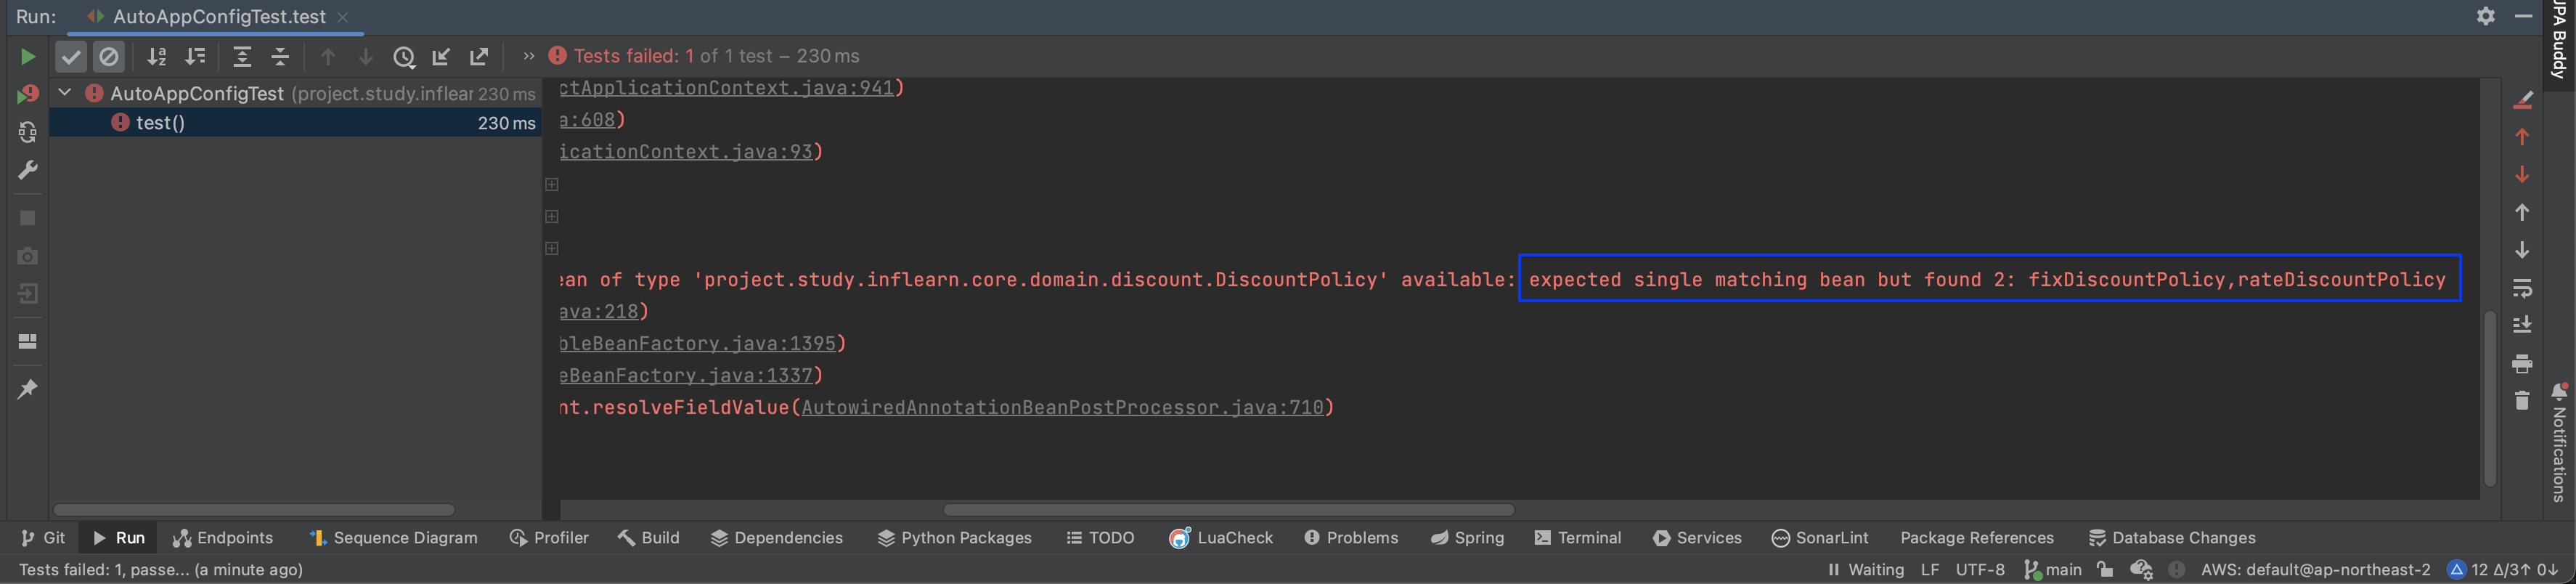 Run: AutoAppConfigTest.test
Tests failed: 1 of 1 test – 230 ms
AutoAppConfigTest (project.study.inflear 230 ms
test() 230 ms
ctApplicationContext.java:941)
a:608)
icationContext.java:93)
ean of type 'project.study.inflearn.core.domain.discount.DiscountPolicy' available: expected single matching bean but found 2: fixDiscountPolicy,rateDiscountPolicy
ava:218)
bleBeanFactory.java:1395)
eBeanFactory.java:1337)
nt.resolveFieldValue(AutowiredAnnotationBeanPostProcessor.java:710)
JPA Buddy
Notifications
Git Run Endpoints Sequence Diagram Profiler Build Dependencies Python Packages TODO LuaCheck Problems Spring Terminal Services SonarLint Package References Database Changes
Tests failed: 1, passe... (a minute ago) Waiting LF UTF-8 main AWS: default@ap-northeast-2 12 Δ/3↑ 0↓